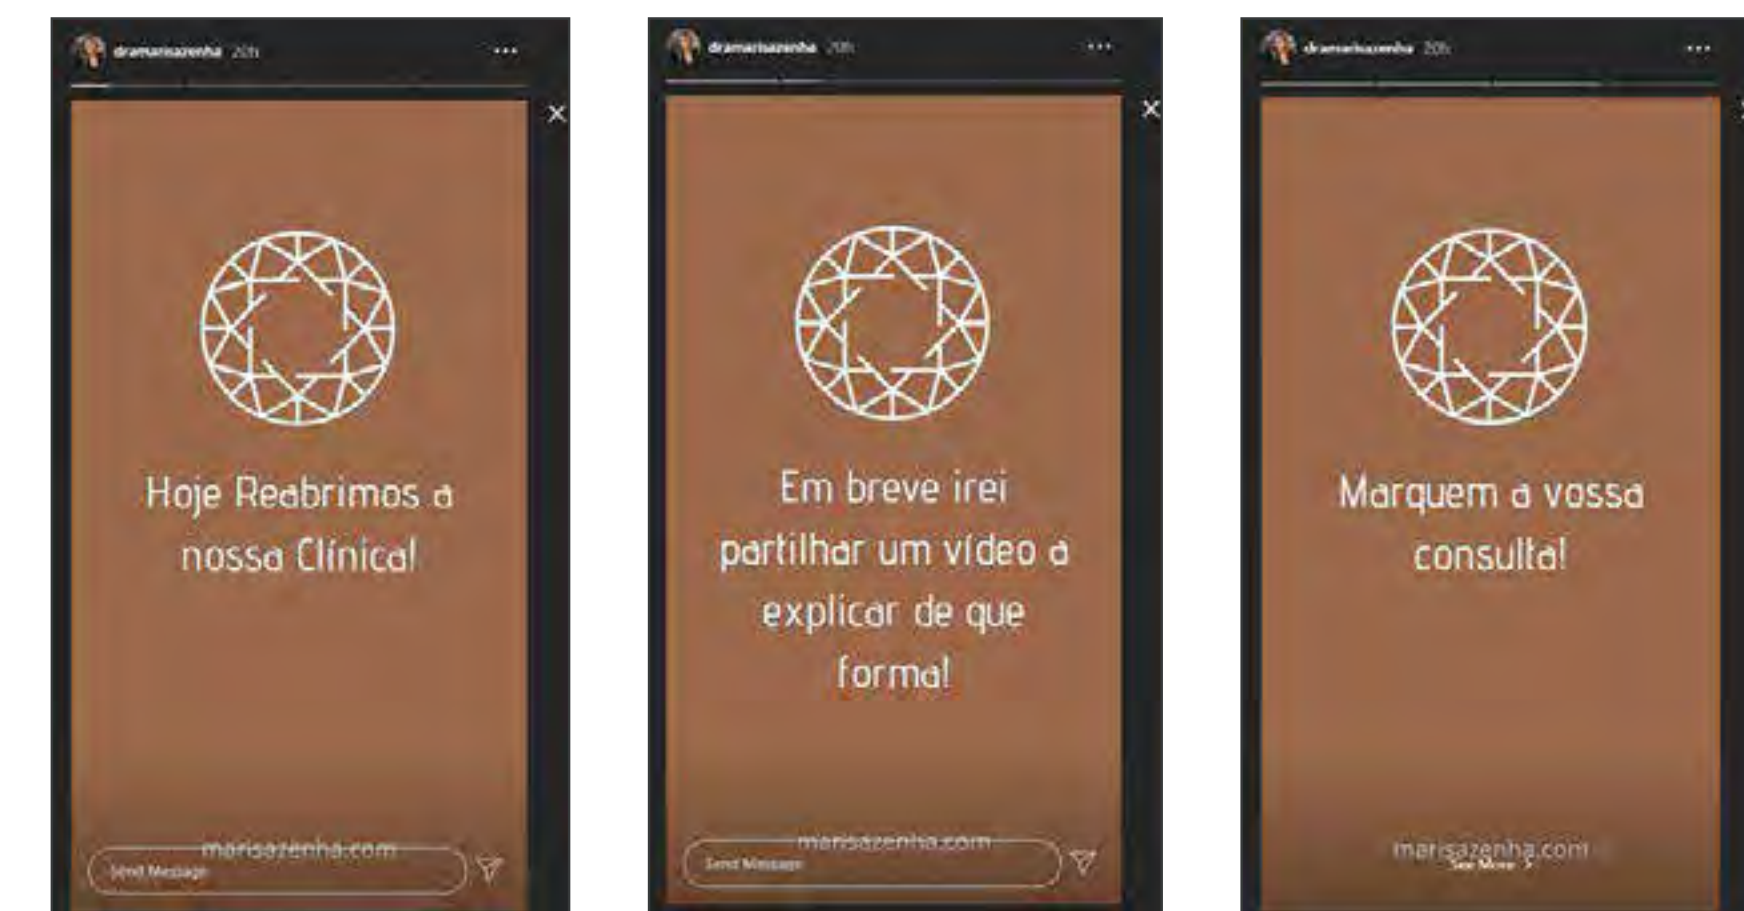 dramarisazenha 20h
Hoje Reabrimos a
nossa Clínica!
marisazenha.com
Send Message
dramarisazenha 20h
Em breve irei
partilhar um vídeo a
explicar de que
forma!
marisazenha.com
Send Message
dramarisazenha 20h
Marquem a vossa
consulta!
marisazenha.com
See More